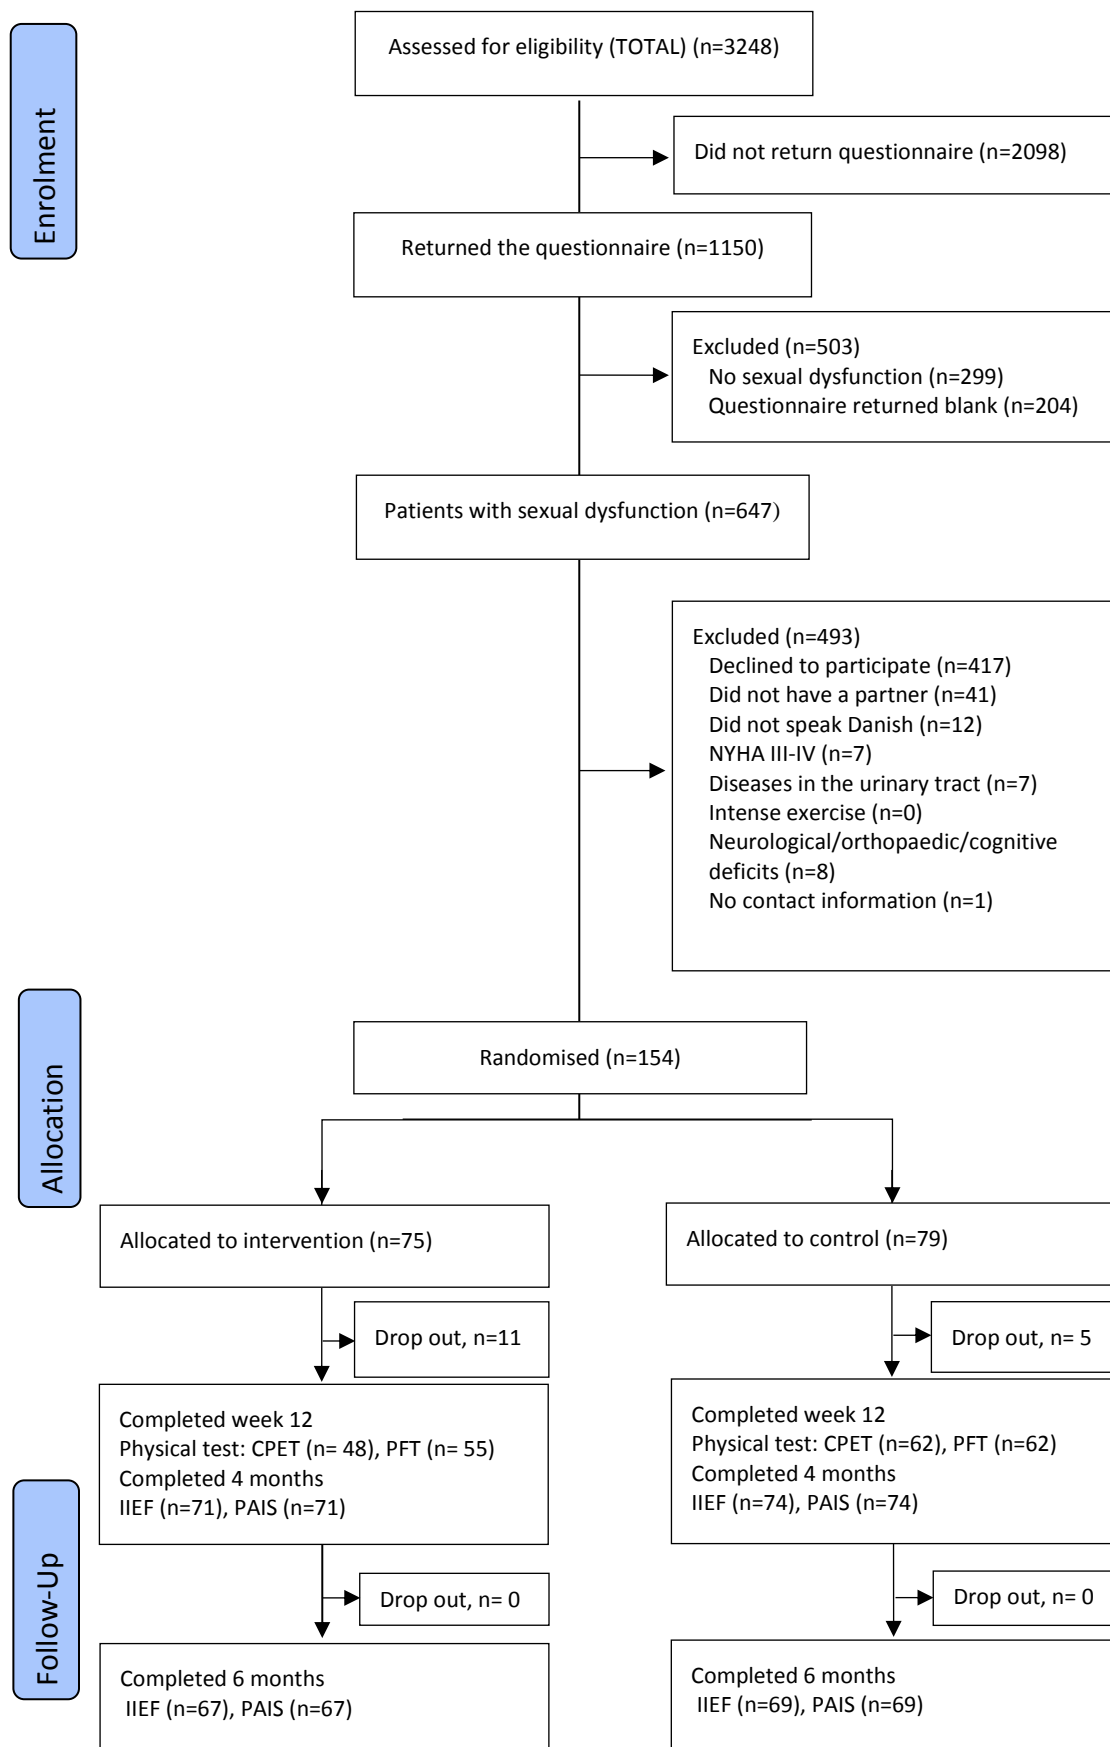 Enrolment
Assessed for eligibility (TOTAL) (n=3248)
Did not return questionnaire (n=2098)
Returned the questionnaire (n=1150)
Excluded (n=503)
No sexual dysfunction (n=299)
Questionnaire returned blank (n=204)
Patients with sexual dysfunction (n=647)
Excluded (n=493)
Declined to participate (n=417)
Did not have a partner (n=41)
Did not speak Danish (n=12)
NYHA III-IV (n=7)
Diseases in the urinary tract (n=7)
Intense exercise (n=0)
Neurological/orthopaedic/cognitive
deficits (n=8)
No contact information (n=1)
Allocation
Randomised (n=154)
Allocated to intervention (n=75)
Allocated to control (n=79)
Drop out, n=11
Drop out, n= 5
Completed week 12
Physical test: CPET (n= 48), PFT (n= 55)
Completed 4 months
IIEF (n=71), PAIS (n=71)
Completed week 12
Physical test: CPET (n=62), PFT (n=62)
Completed 4 months
IIEF (n=74), PAIS (n=74)
Follow-Up
Drop out, n= 0
Drop out, n= 0
Completed 6 months
IIEF (n=67), PAIS (n=67)
Completed 6 months
IIEF (n=69), PAIS (n=69)